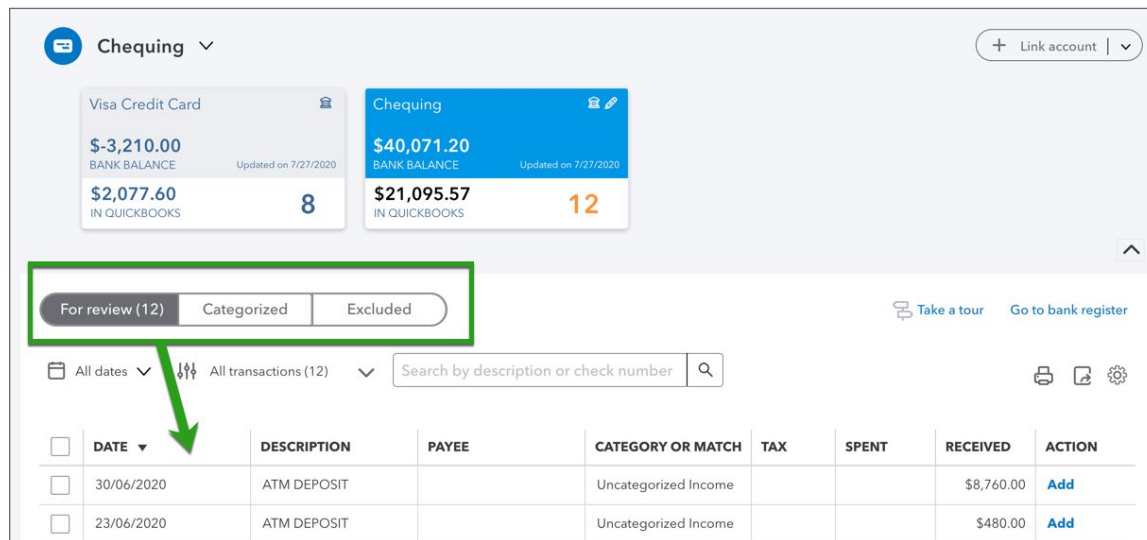 Chequing
+ Link account
Visa Credit Card
$-3,210.00
BANK BALANCE Updated on 7/27/2020
$2,077.60
IN QUICKBOOKS
8
Chequing
$40,071.20
BANK BALANCE Updated on 7/27/2020
$21,095.57
IN QUICKBOOKS
12
For review (12) Categorized Excluded
Take a tour Go to bank register
All dates All transactions (12) Search by description or check number
DATE DESCRIPTION PAYEE CATEGORY OR MATCH TAX SPENT RECEIVED ACTION
30/06/2020 ATM DEPOSIT Uncategorized Income $8,760.00 Add
23/06/2020 ATM DEPOSIT Uncategorized Income $480.00 Add